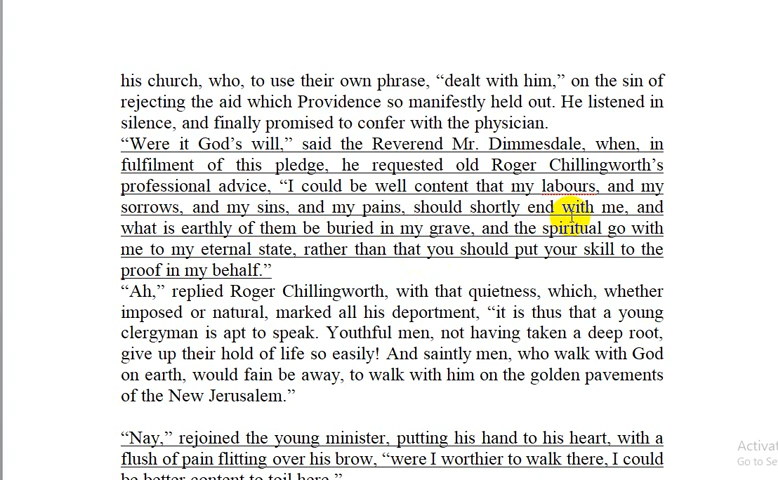 his church, who, to use their own phrase, “dealt with him,” on the sin of
rejecting the aid which Providence so manifestly held out. He listened in
silence, and finally promised to confer with the physician.
“Were it God’s will,” said the Reverend Mr. Dimmesdale, when, in
fulfilment of this pledge, he requested old Roger Chillingworth’s
professional advice, “I could be well content that my labours, and my
sorrows, and my sins, and my pains, should shortly end with me, and
what is earthly of them be buried in my grave, and the spiritual go with
me to my eternal state, rather than that you should put your skill to the
proof in my behalf.”
“Ah,” replied Roger Chillingworth, with that quietness, which, whether
imposed or natural, marked all his deportment, “it is thus that a young
clergyman is apt to speak. Youthful men, not having taken a deep root,
give up their hold of life so easily! And saintly men, who walk with God
on earth, would fain be away, to walk with him on the golden pavements
of the New Jerusalem.”
“Nay,” rejoined the young minister, putting his hand to his heart, with a
flush of pain flitting over his brow, “were I worthier to walk there, I could
be better content to toil here.”
Activat
Go to Se